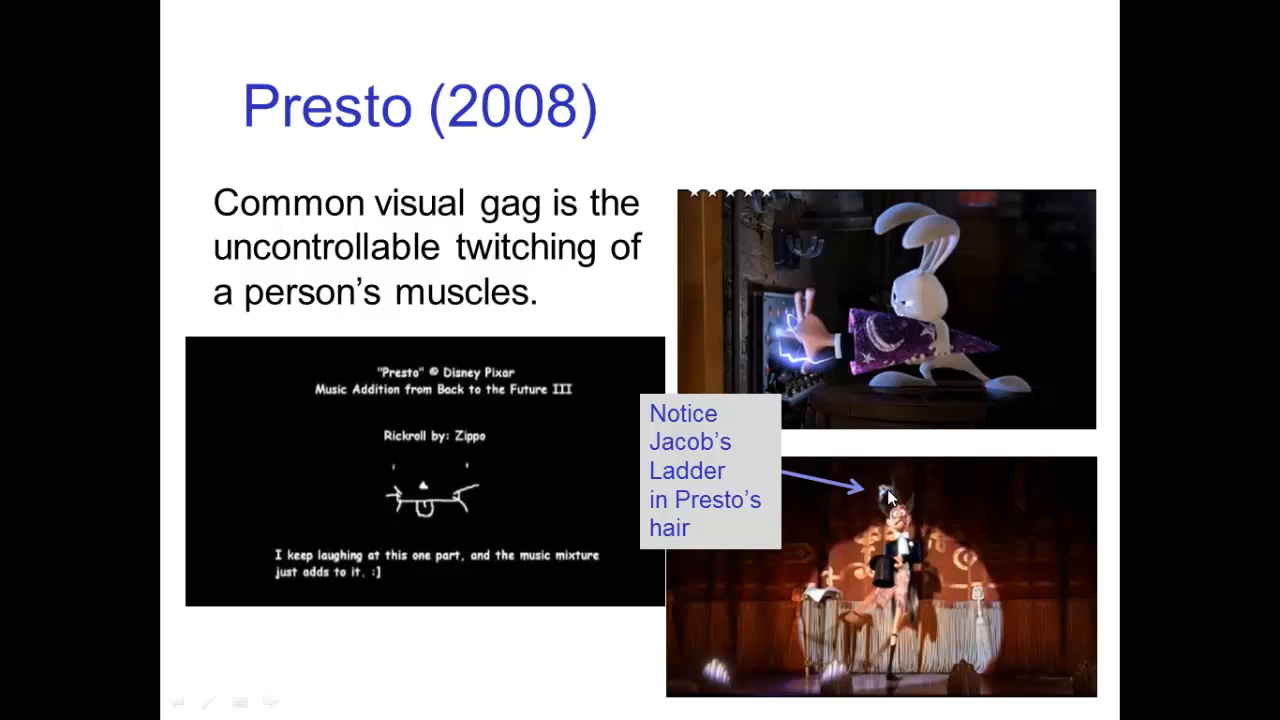 Presto (2008)
Common visual gag is the
uncontrollable twitching of
a person's muscles.
"Presto" © Disney Pixar
Music Addition from Back to the Future III
Rickroll by: Zippo
I keep laughing at this one part, and the music mixture
just adds to it, :]
Notice
Jacob's
Ladder
in Presto's
hair